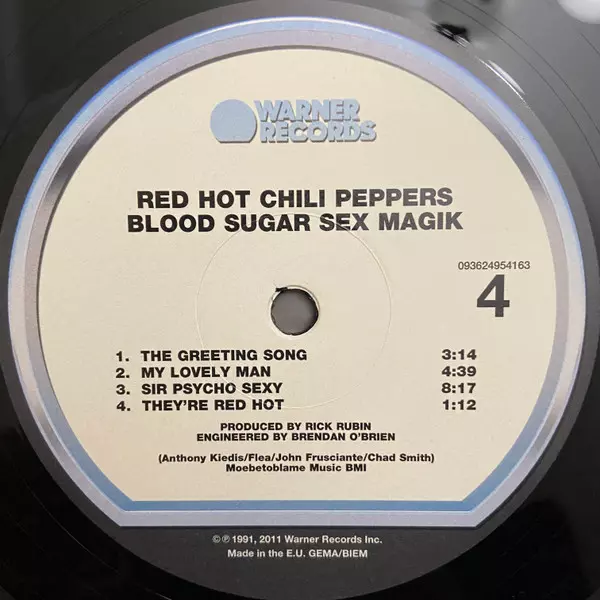 WARNER
RECORDS
RED HOT CHILI PEPPERS
BLOOD SUGAR SEX MAGIK
093624954163
4
1. THE GREETING SONG 3:14
2. MY LOVELY MAN 4:39
3. SIR PSYCHO SEXY 8:17
4. THEY'RE RED HOT 1:12
PRODUCED BY RICK RUBIN
ENGINEERED BY BRENDAN O'BRIEN
(Anthony Kiedis/Flea/John Frusciante/Chad Smith)
Moebetoblame Music BMI
©℗ 1991, 2011 Warner Records Inc.
Made in the E.U. GEMA/BIEM